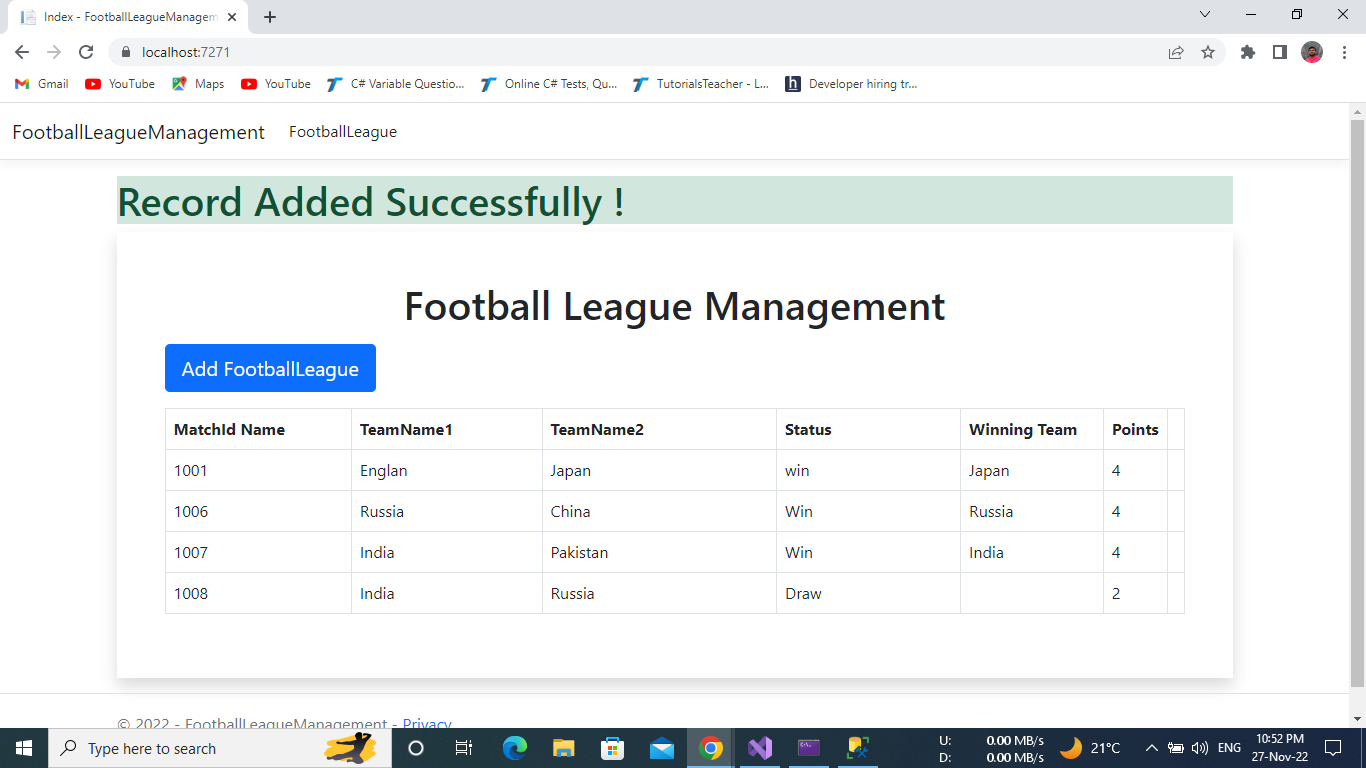 Index - FootballLeagueManagem
localhost:7271
Gmail YouTube Maps YouTube C# Variable Questio... Online C# Tests, Qu... TutorialsTeacher - L... Developer hiring tr...
FootballLeagueManagement FootballLeague
Record Added Successfully !
Football League Management
Add FootballLeague
MatchId Name TeamName1 TeamName2 Status Winning Team Points
1001 Englan Japan win Japan 4
1006 Russia China Win Russia 4
1007 India Pakistan Win India 4
1008 India Russia Draw 2
© 2022 - FootballLeagueManagement - Privacy
Type here to search
U: 0.00 MB/s
D: 0.00 MB/s
21°C
ENG
10:52 PM
27-Nov-22